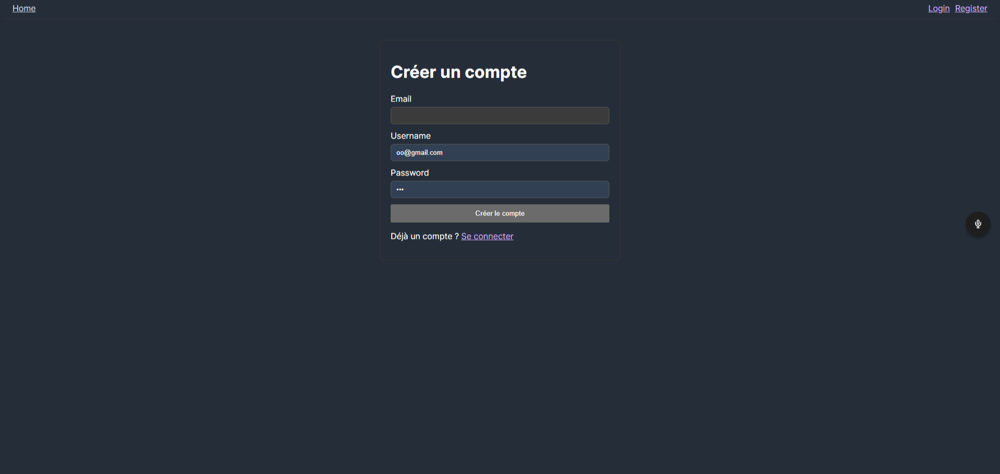 Home Login Register
Créer un compte
Email
Username
oo@gmail.com
Password
•••
Créer le compte
Déjà un compte ? Se connecter